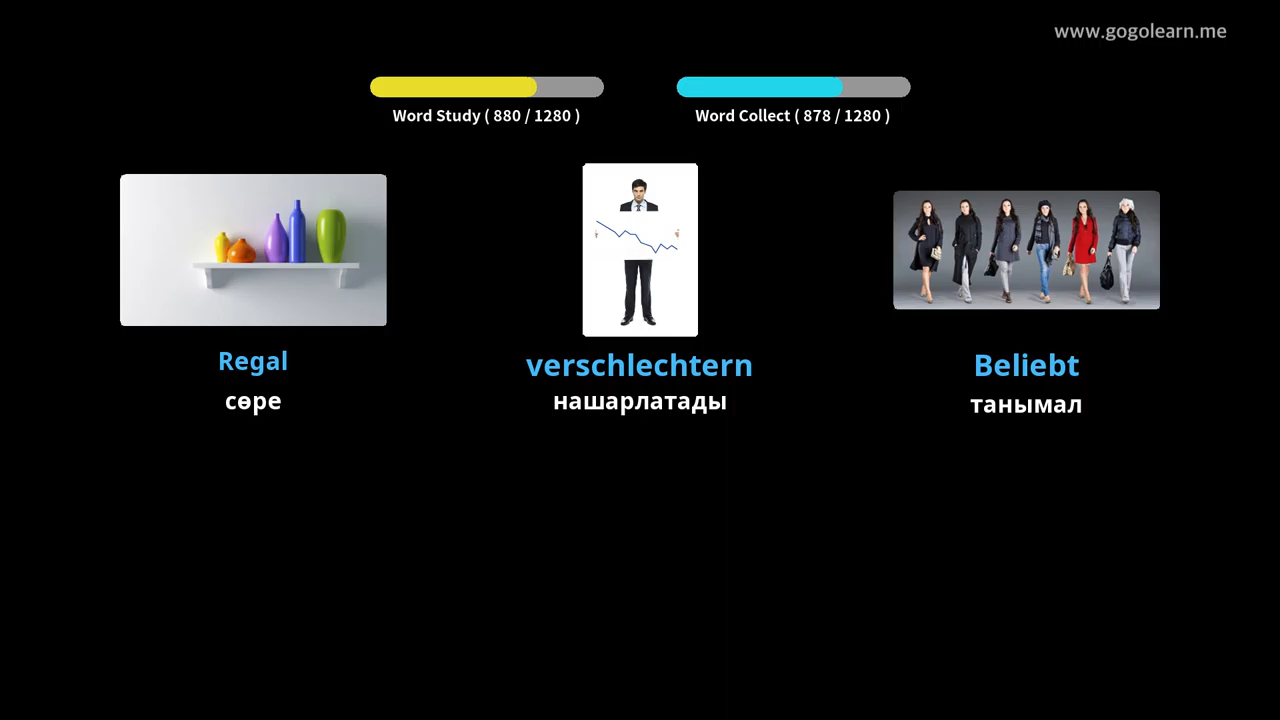 www.gogolearn.me
Word Study ( 880 / 1280 )
Word Collect ( 878 / 1280 )
Regal
сөре
verschlechtern
нашарлатады
Beliebt
танымал